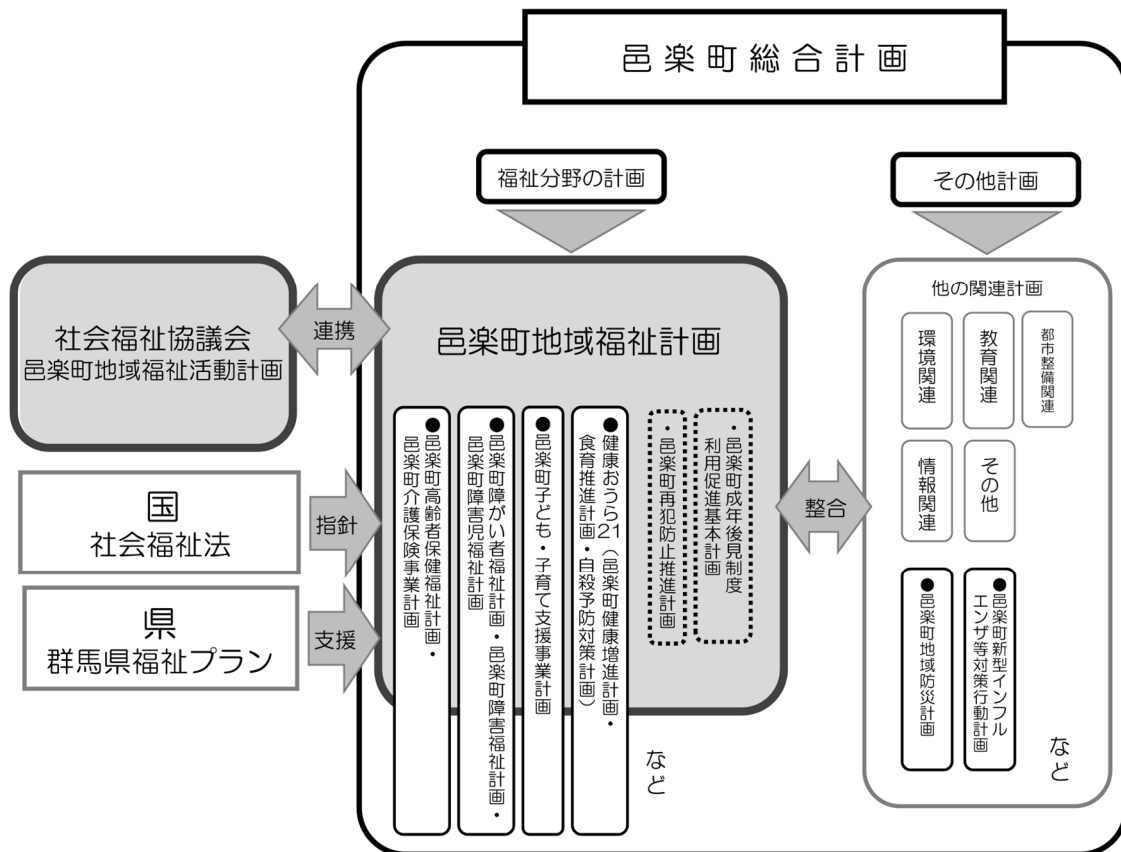 邑楽町総合計画
福祉分野の計画
その他計画
社会福祉協議会
邑楽町地域福祉活動計画
連携
邑楽町地域福祉計画
国
社会福祉法
指針
県
群馬県福祉プラン
支援
●邑楽町高齢者保健福祉計画・
邑楽町介護保険事業計画
●邑楽町障がい者福祉計画・邑楽町障害福祉計画・
邑楽町障害児福祉計画
●邑楽町子ども・子育て支援事業計画
●健康おうら21（邑楽町健康増進計画・
食育推進計画・自殺予防対策計画）
・邑楽町再犯防止推進計画
・邑楽町成年後見制度
利用促進基本計画
など
整合
他の関連計画
環境関連
教育関連
都市整備関連
情報関連
その他
●邑楽町地域防災計画
●邑楽町新型インフル
エンザ等対策行動計画
など